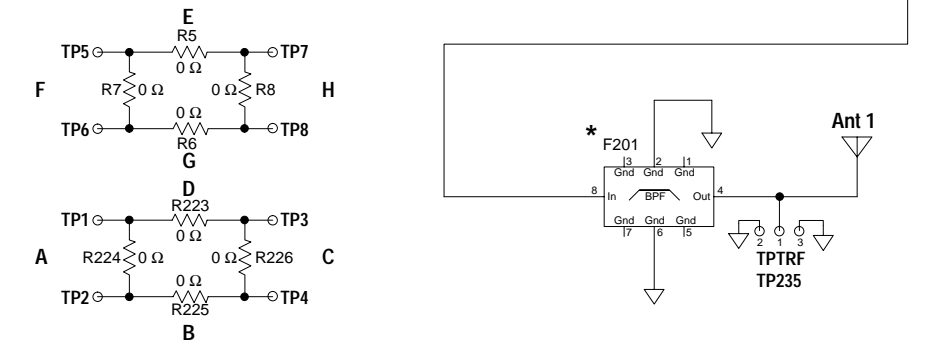 E
R5
TP5 TP7
0 Ω
F R7 0 Ω 0 Ω R8 H
0 Ω
TP6 TP8
R6
G
D
R223
TP1 TP3
0 Ω
A R224 0 Ω 0 Ω R226 C
0 Ω
TP2 TP4
R225
B
Ant 1
*
F201
3 2 1
Gnd Gnd Gnd
8 In BPF Out 4
Gnd Gnd Gnd
7 6 5
2 1 3
TPTRF
TP235